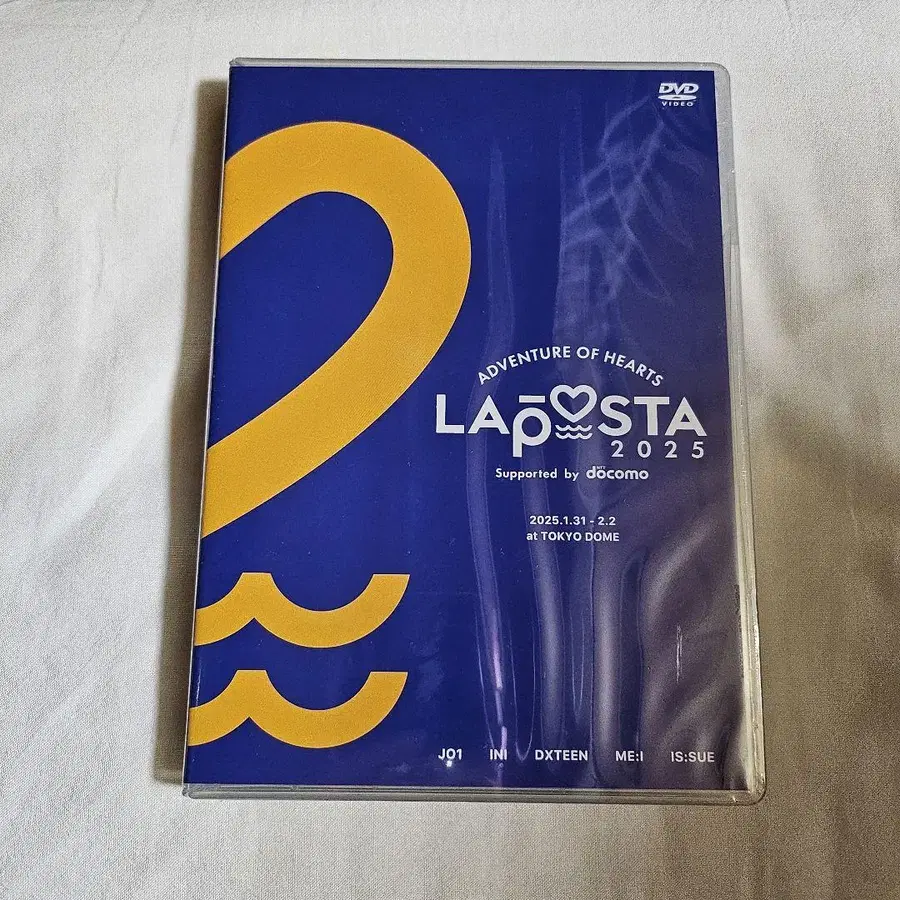 DVD
VIDEO
ADVENTURE OF HEARTS
LAPOSTA
2025
Supported by döcomo
2025.1.31 - 2.2
at TOKYO DOME
JO1 INI DXTEEN ME:I IS:SUE